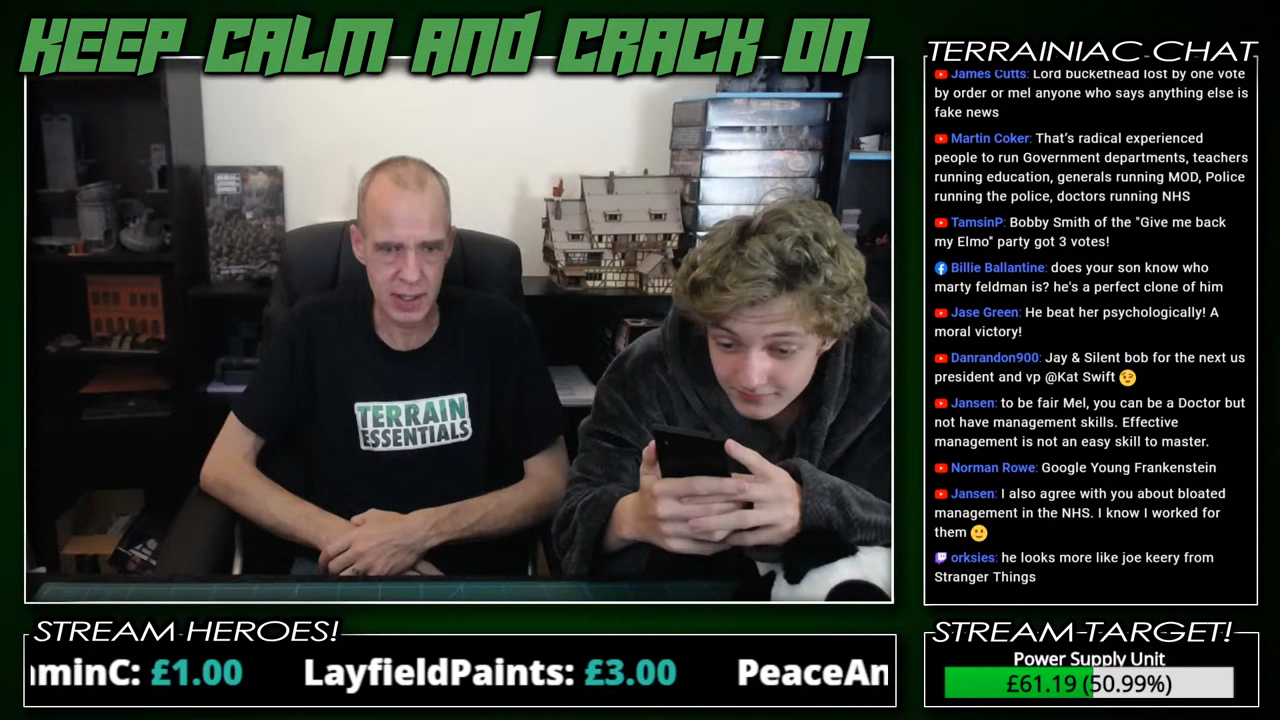 KEEP CALM AND CRACK ON
TERRAINIAC CHAT
James Cutts: Lord buckethead lost by one vote
by order or mel anyone who says anything else is
fake news
Martin Coker: That's radical experienced
people to run Government departments, teachers
running education, generals running MOD, Police
running the police, doctors running NHS
TamsinP: Bobby Smith of the "Give me back
my Elmo" party got 3 votes!
Billie Ballantine: does your son know who
marty feldman is? he's a perfect clone of him
Jase Green: He beat her psychologically! A
moral victory!
Danrandon900: Jay & Silent bob for the next us
president and vp @Kat Swift 😉
Jansen: to be fair Mel, you can be a Doctor but
not have management skills. Effective
management is not an easy skill to master.
Norman Rowe: Google Young Frankenstein
Jansen: I also agree with you about bloated
management in the NHS. I know I worked for
them 🙂
orksies: he looks more like joe keery from
Stranger Things
TERRAIN
ESSENTIALS
STREAM HEROES!
aminC: £1.00 LayfieldPaints: £3.00 PeaceAn
STREAM TARGET!
Power Supply Unit
£61.19 (50.99%)